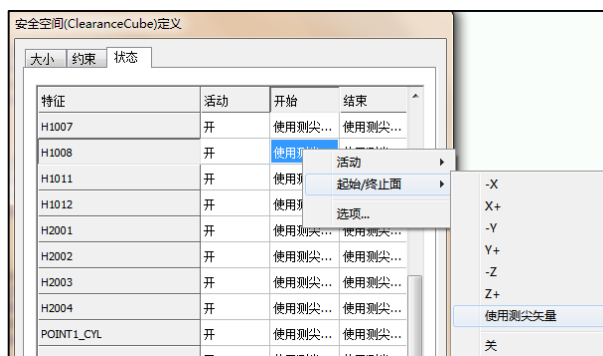 安全空间(ClearanceCube)定义
大小 约束 状态
特征 活动 开始 结束
H1007 开 使用测尖... 使用测尖...
H1008 开
H1011 开
H1012 开
H2001 开 使用测尖... 使用测尖...
H2002 开 使用测尖... 使用测尖...
H2003 开 使用测尖... 使用测尖...
H2004 开 使用测尖... 使用测尖...
POINT1_CYL 开 使用测尖... 使用测尖...
活动
起始/终止面
选项...
-X
X+
-Y
Y+
-Z
Z+
使用测尖矢量
关